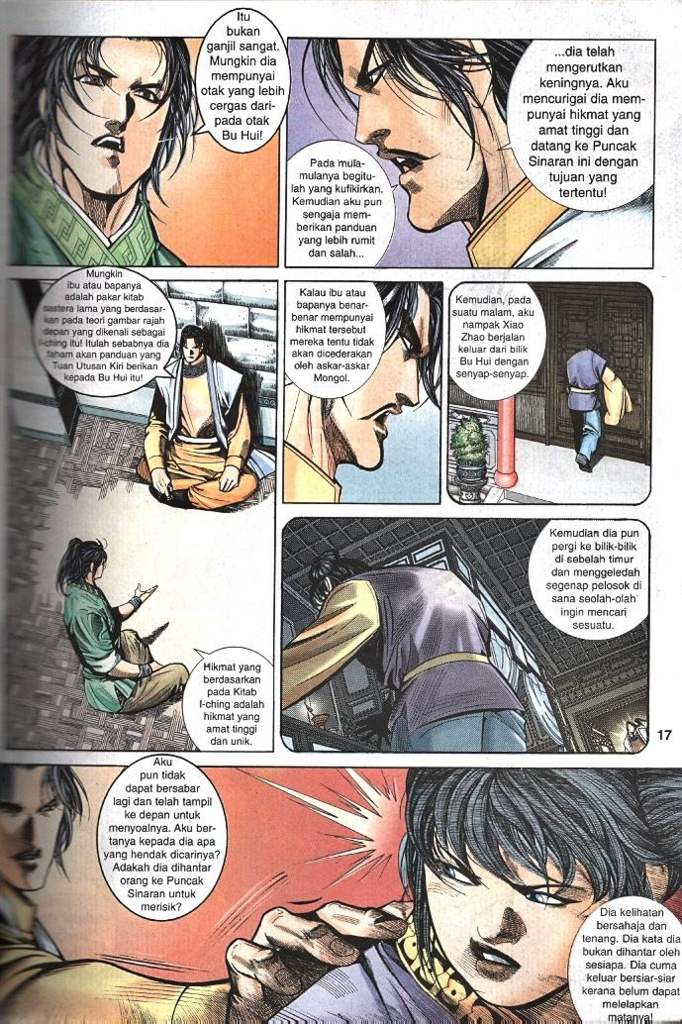 Itu
bukan
ganjil sangat.
Mungkin dia
mempunyai
otak yang lebih
cergas dari-
pada otak
Bu Hui!
...dia telah
mengerutkan
keningnya. Aku
mencurigai dia mem-
punyai hikmat yang
amat tinggi dan
datang ke Puncak
Sinaran ini dengan
tujuan yang
tertentu!
Pada mula-
mulanya begitu-
lah yang kufikirkan.
Kemudian aku pun
sengaja mem-
berikan panduan
yang lebih rumit
dan salah...
Mungkin
ibu atau bapanya
adalah pakar kitab
sastera lama yang berdasar-
kan pada teori gambar rajah
depan yang dikenali sebagai
I-ching itu! Itulah sebabnya dia
faham akan panduan yang
Tuan Utusan Kiri berikan
kepada Bu Hui itu!
Kalau ibu atau
bapanya benar-
benar mempunyai
hikmat tersebut
mereka tentu tidak
akan dicederakan
oleh askar-askar
Mongol.
Kemudian, pada
suatu malam, aku
nampak Xiao
Zhao berjalan
keluar dari bilik
Bu Hui dengan
senyap-senyap.
Hikmat yang
berdasarkan
pada Kitab
I-ching adalah
hikmat yang
amat tinggi
dan unik.
Kemudian dia pun
pergi ke bilik-bilik
di sebelah timur
dan menggeledah
segenap pelosok di
sana seolah-olah
ingin mencari
sesuatu.
17
Aku
pun tidak
dapat bersabar
lagi dan telah tampil
ke depan untuk
menyoalnya. Aku ber-
tanya kepada dia apa
yang hendak dicarinya?
Adakah dia dihantar
orang ke Puncak
Sinaran untuk
merisik?
Dia kelihatan
bersahaja dan
tenang. Dia kata dia
bukan dihantar oleh
sesiapa. Dia cuma
keluar bersiar-siar
kerana belum dapat
melelapkan
matanya!